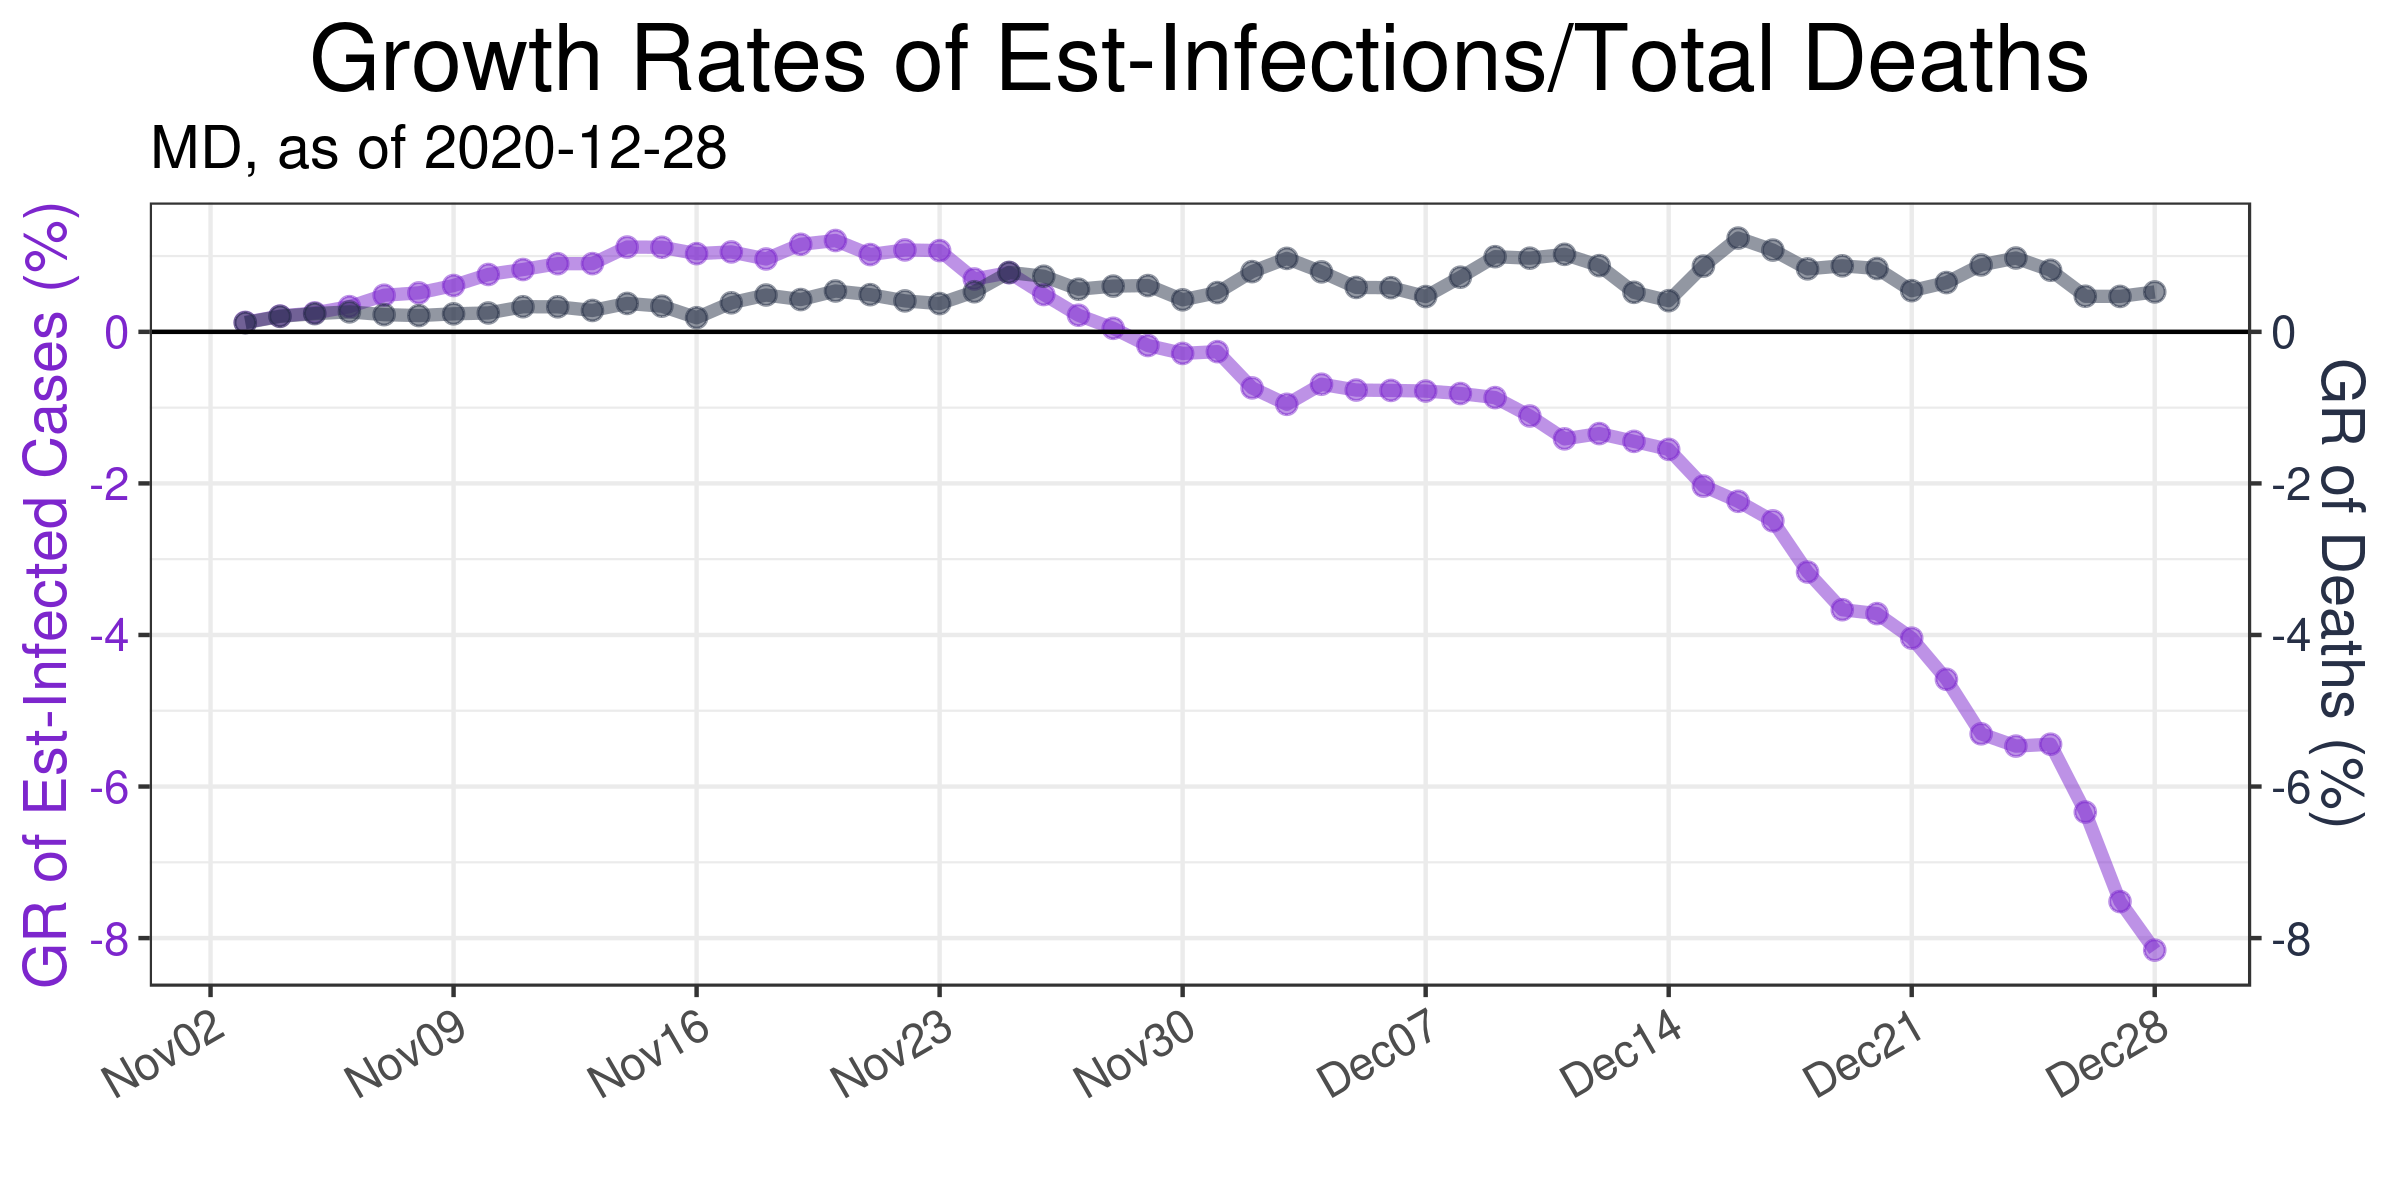 Growth Rates of Est-Infections/Total Deaths
MD, as of 2020-12-28
GR of Est-Infected Cases (%)
0
-2
-4
-6
-8
0
-2
-4
-6
-8
GR of Deaths (%)
Nov02
Nov09
Nov16
Nov23
Nov30
Dec07
Dec14
Dec21
Dec28